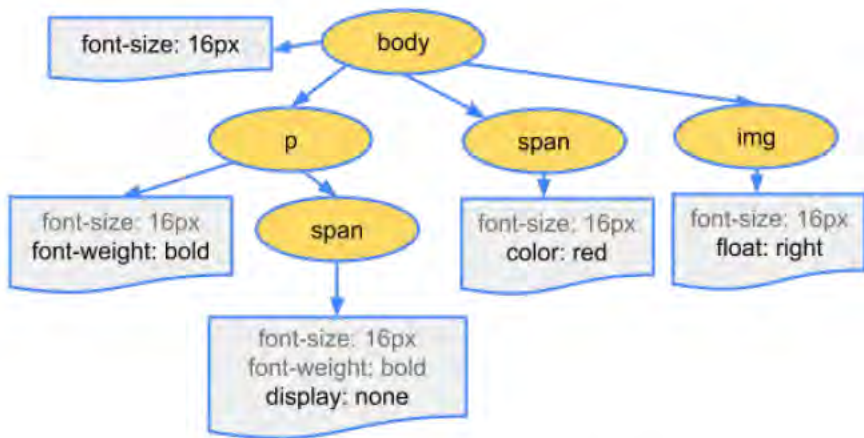 font-size: 16px
body
p
span
img
font-size: 16px
font-weight: bold
span
font-size: 16px
color: red
font-size: 16px
float: right
font-size: 16px
font-weight: bold
display: none